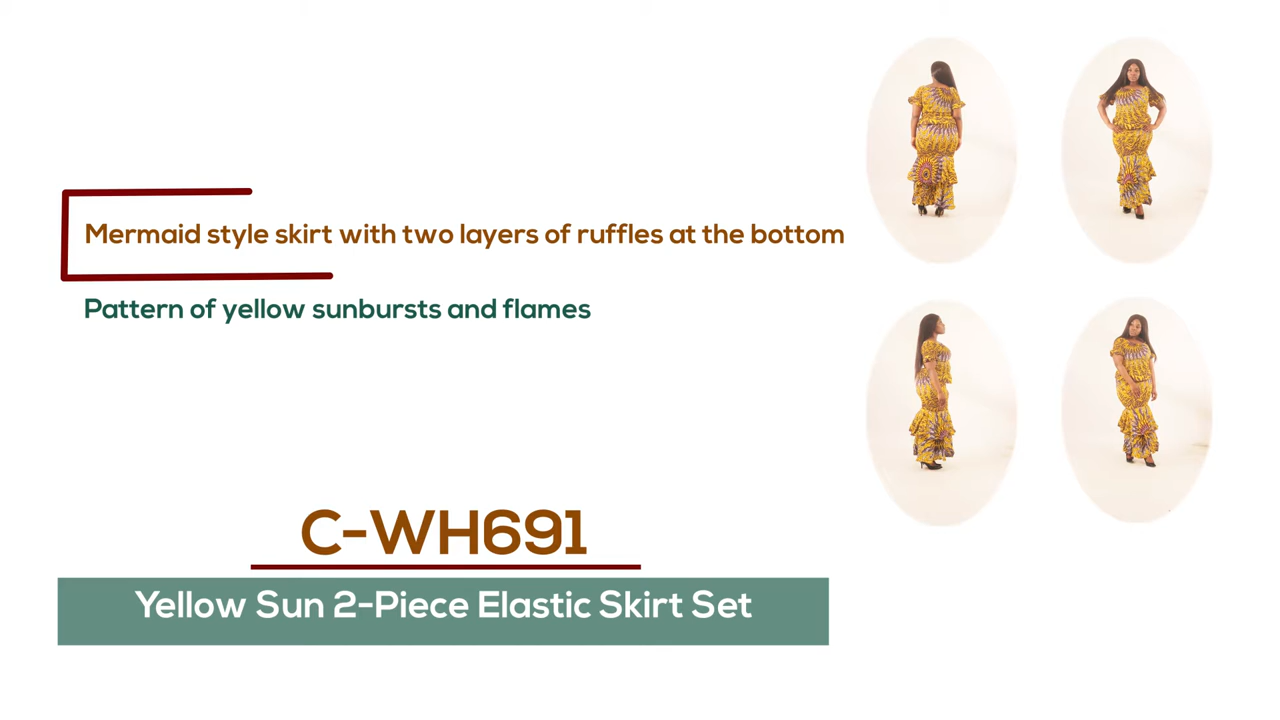 Mermaid style skirt with two layers of ruffles at the bottom
Pattern of yellow sunbursts and flames
C-WH691
Yellow Sun 2-Piece Elastic Skirt Set